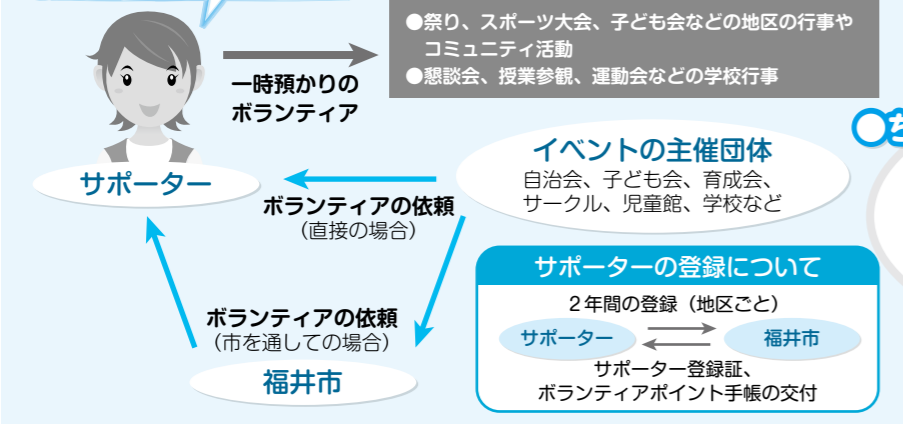 ●祭り、スポーツ大会、子ども会などの地区の行事や
コミュニティ活動
●懇談会、授業参観、運動会などの学校行事
一時預かりの
ボランティア
サポーター
イベントの主催団体
自治会、子ども会、育成会、
サークル、児童館、学校など
ボランティアの依頼
（直接の場合）
ボランティアの依頼
（市を通しての場合）
福井市
サポーターの登録について
2年間の登録（地区ごと）
サポーター
福井市
サポーター登録証、
ボランティアポイント手帳の交付